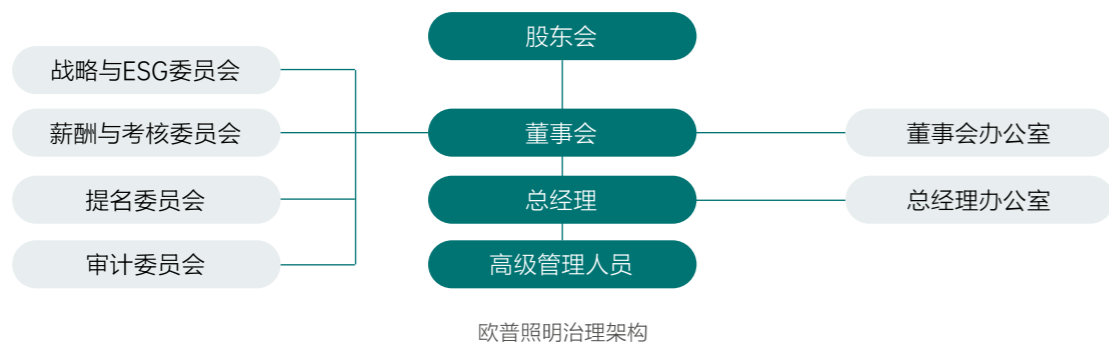 股东会
战略与ESG委员会
薪酬与考核委员会
董事会
董事会办公室
提名委员会
总经理
总经理办公室
审计委员会
高级管理人员
欧普照明治理架构